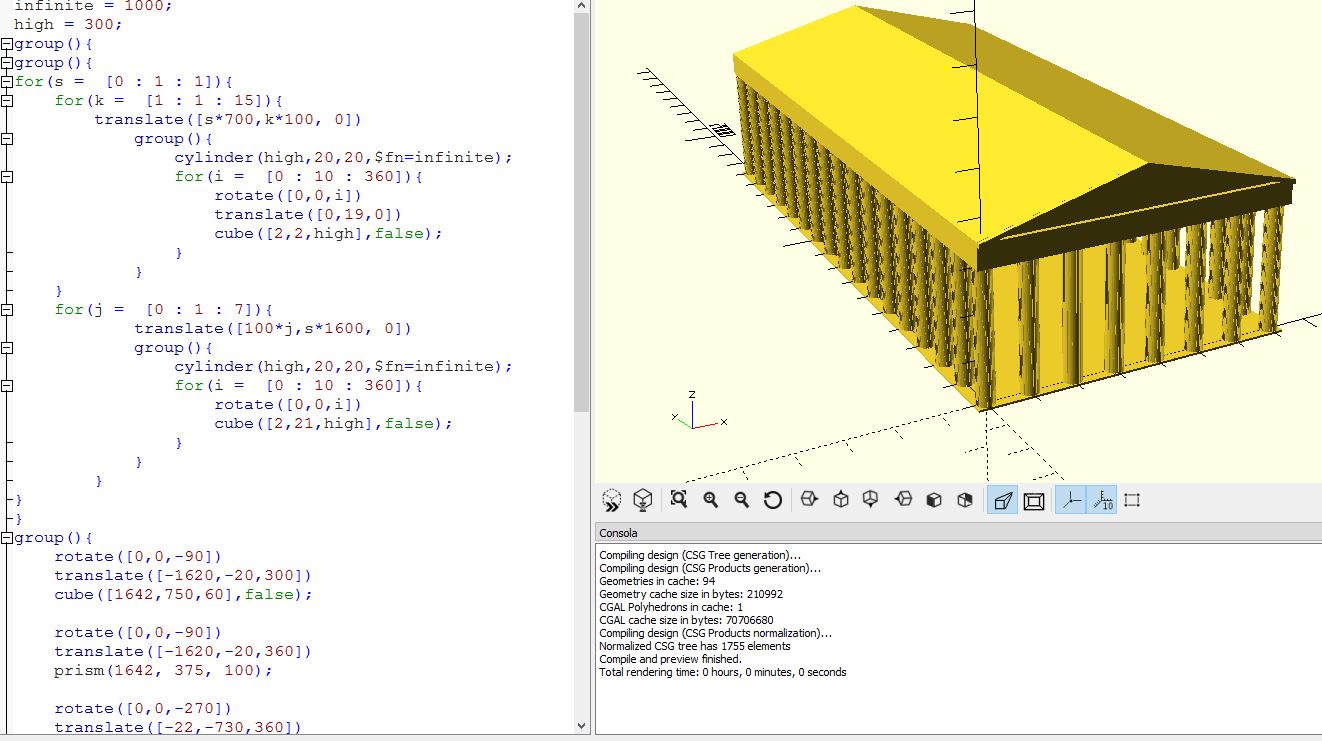 infinite = 1000;
high = 300;
group(){
group(){
for(s =  [0 : 1 : 1]){
    for(k =  [1 : 1 : 15]){
        translate([s*700,k*100, 0])
            group(){
                cylinder(high,20,20,$fn=infinite);
                for(i =  [0 : 10 : 360]){
                    rotate([0,0,i])
                    translate([0,19,0])
                    cube([2,2,high],false);
                }
            }
    }
    for(j =  [0 : 1 : 7]){
            translate([100*j,s*1600, 0])
            group(){
                cylinder(high,20,20,$fn=infinite);
                for(i =  [0 : 10 : 360]){
                    rotate([0,0,i])
                    cube([2,21,high],false);
                }
            }
        }
}
}
group(){
    rotate([0,0,-90])
    translate([-1620,-20,300])
    cube([1642,750,60],false);
    rotate([0,0,-90])
    translate([-1620,-20,360])
    prism(1642, 375, 100);
    rotate([0,0,-270])
    translate([-22,-730,360])
z
y
x
10
Consola
Compiling design (CSG Tree generation)...
Compiling design (CSG Products generation)...
Geometries in cache: 94
Geometry cache size in bytes: 210992
CGAL Polyhedrons in cache: 1
CGAL cache size in bytes: 70706680
Compiling design (CSG Products normalization)...
Normalized CSG tree has 1755 elements
Compile and preview finished.
Total rendering time: 0 hours, 0 minutes, 0 seconds